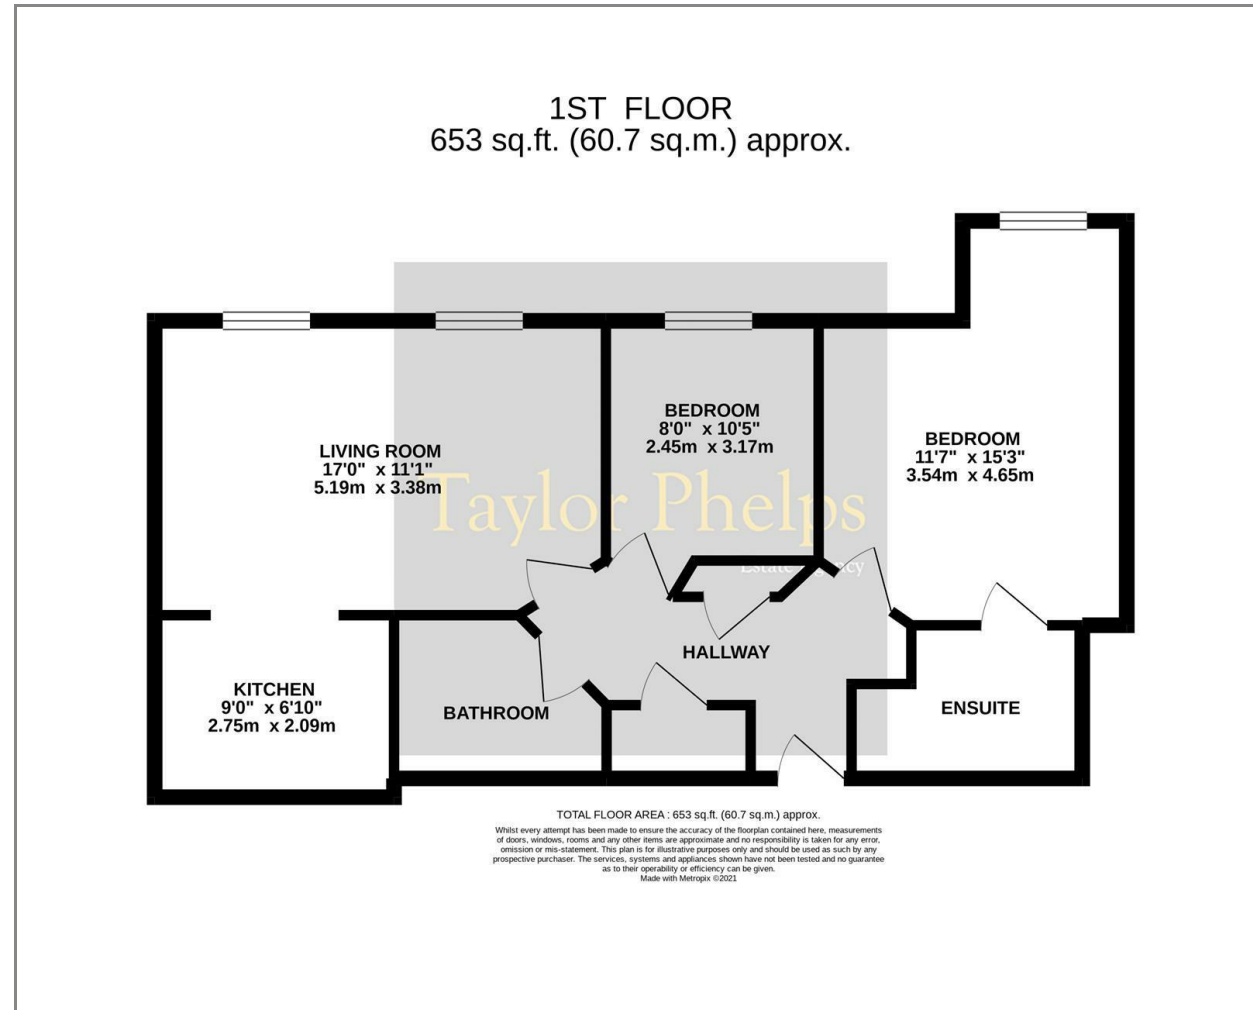 1ST FLOOR
653 sq.ft. (60.7 sq.m.) approx.
BEDROOM
8'0" x 10'5"
2.45m x 3.17m
BEDROOM
11'7" x 15'3"
3.54m x 4.65m
LIVING ROOM
17'0" x 11'1"
5.19m x 3.38m
Taylor Phelps
Estate Agency
HALLWAY
KITCHEN
9'0" x 6'10"
2.75m x 2.09m
BATHROOM
ENSUITE
TOTAL FLOOR AREA : 653 sq.ft. (60.7 sq.m.) approx.
Whilst every attempt has been made to ensure the accuracy of the floorplan contained here, measurements
of doors, windows, rooms and any other items are approximate and no responsibility is taken for any error,
omission or mis-statement. This plan is for illustrative purposes only and should be used as such by any
prospective purchaser. The services, systems and appliances shown have not been tested and no guarantee
as to their operability or efficiency can be given.
Made with Metropix ©2021